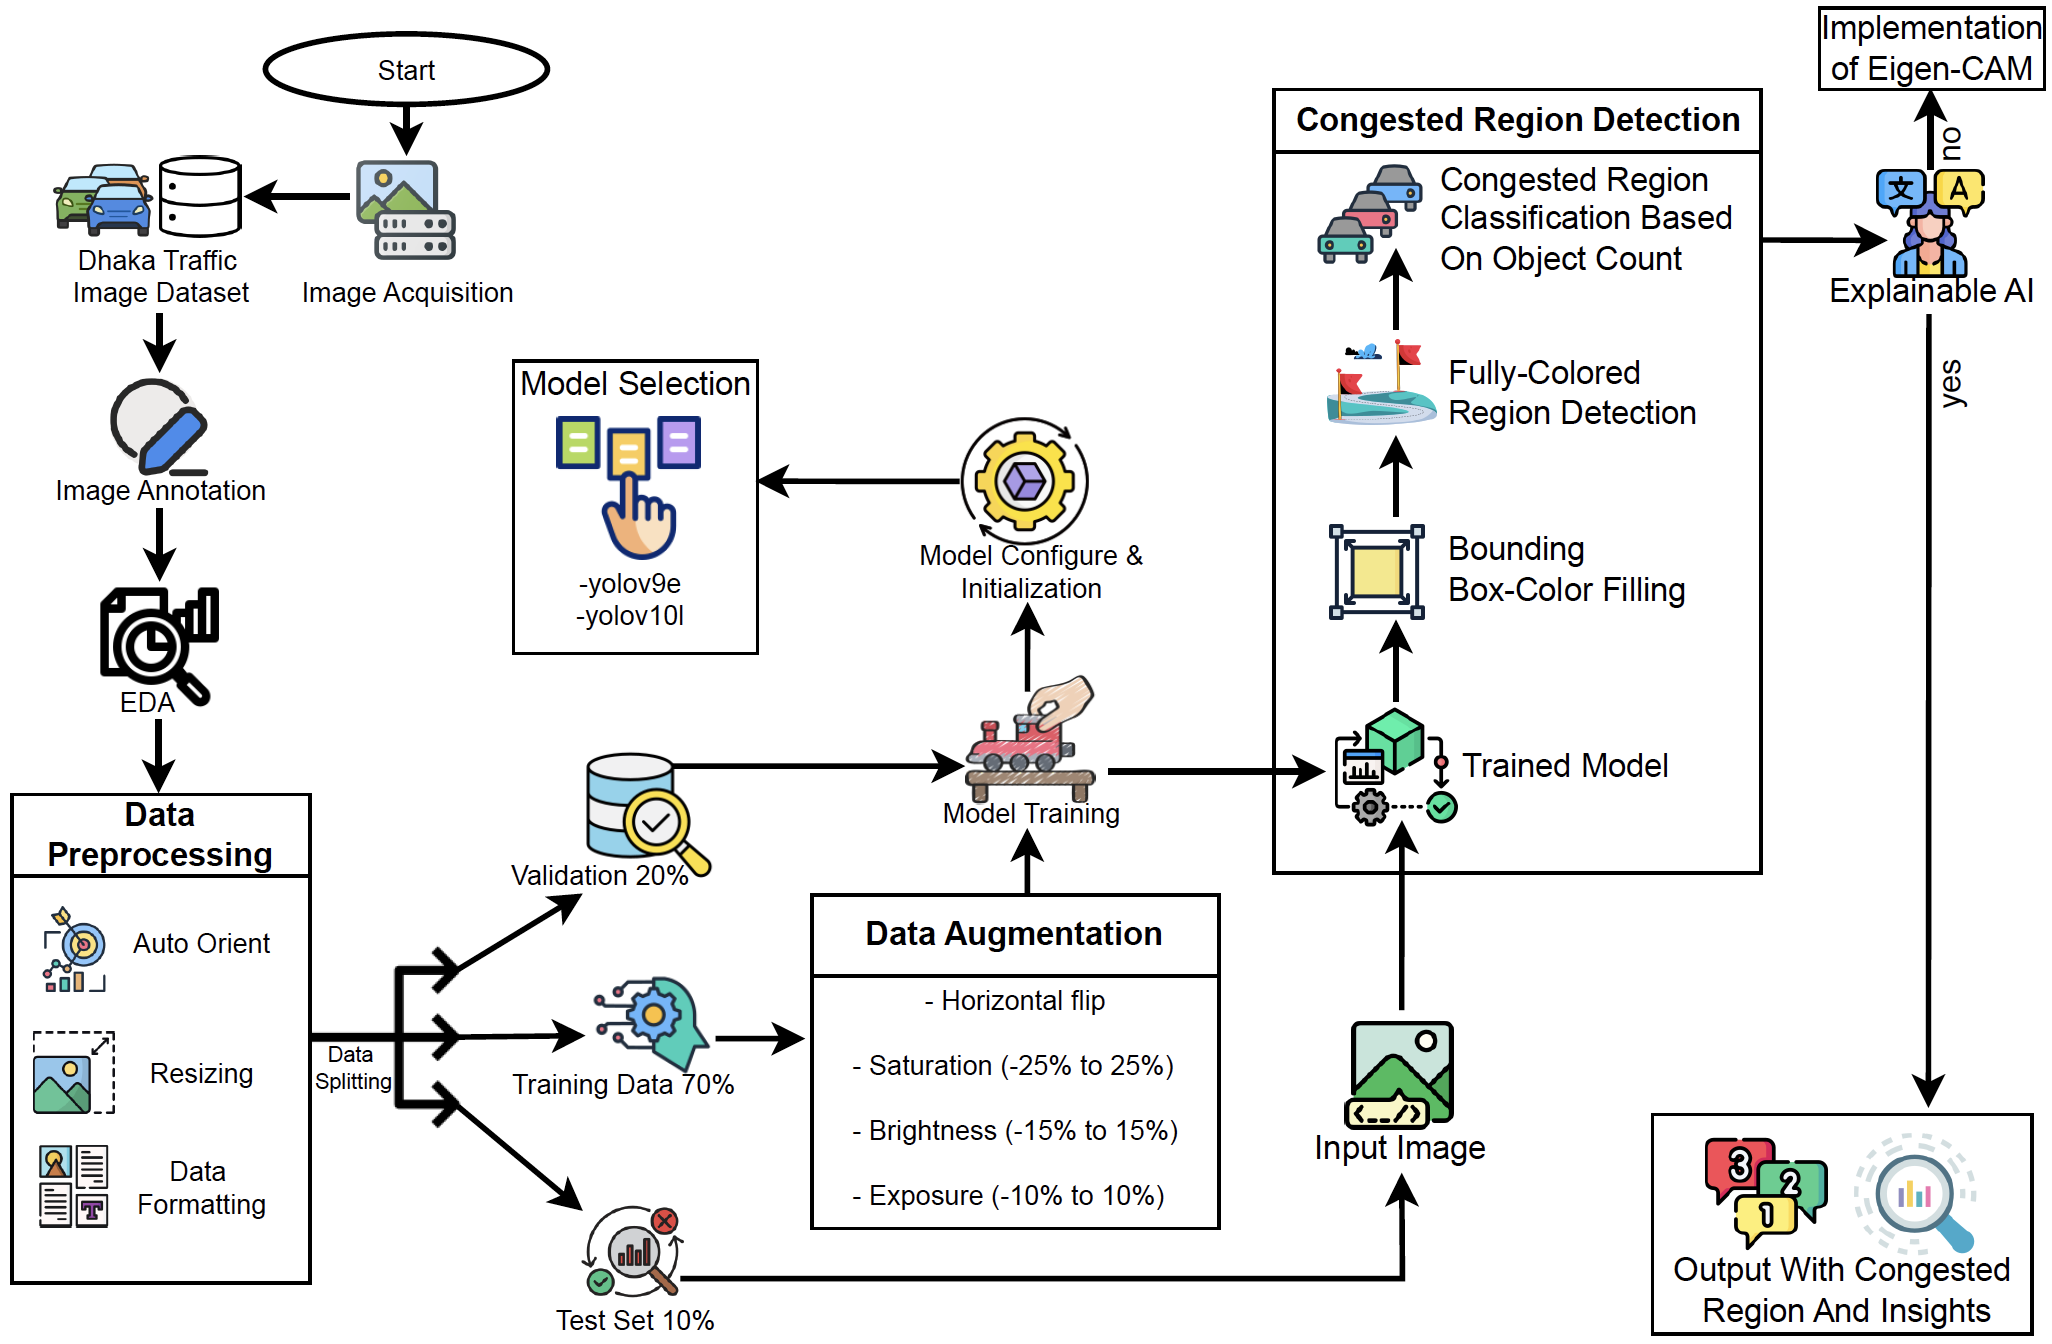 Start
Image Acquisition
Dhaka Traffic
Image Dataset
Image Annotation
EDA
Data
Preprocessing
Auto Orient
Resizing
Data
Formatting
Data
Splitting
Validation 20%
Training Data 70%
Test Set 10%
Data Augmentation
- Horizontal flip
- Saturation (-25% to 25%)
- Brightness (-15% to 15%)
- Exposure (-10% to 10%)
Model Training
Model Configure &
Initialization
Model Selection
-yolov9e
-yolov10l
Input Image
Congested Region Detection
Congested Region
Classification Based
On Object Count
Fully-Colored
Region Detection
Bounding
Box-Color Filling
Trained Model
Implementation
of Eigen-CAM
no
文 A
Explainable AI
yes
3
2
1
Output With Congested
Region And Insights